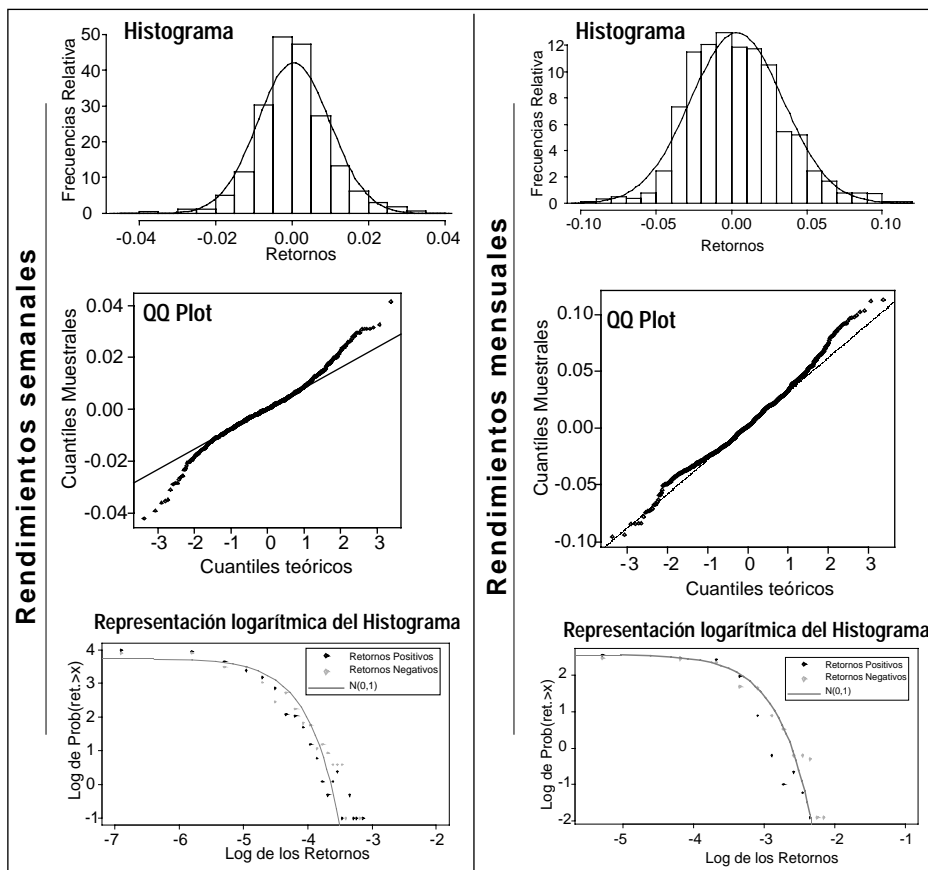 Rendimientos semanales
Histograma
Frecuencias Relativa
50
40
30
20
10
0
-0.04
-0.02
0.00
0.02
0.04
Retornos
QQ Plot
Cuantiles Muestrales
0.04
0.02
0.00
-0.02
-0.04
-3
-2
-1
0
1
2
3
Cuantiles teóricos
Representación logarítmica del Histograma
Log de Prob(ret.>x)
4
3
2
1
0
-1
Retornos Positivos
Retornos Negativos
N(0,1)
-7
-6
-5
-4
-3
-2
Log de los Retornos
Rendimientos mensuales
Histograma
Frecuencias Relativa
12
10
8
6
4
2
0
-0.10
-0.05
0.00
0.05
0.10
Retornos
QQ Plot
Cuantíles Muestrales
0.10
0.05
0.00
-0.05
-0.10
-3
-2
-1
0
1
2
3
Cuantiles teóricos
Representación logarítmica del Histograma
Log de Prob(ret.>x)
2
1
0
-1
-2
Retornos Positivos
Retornos Negativos
N(0,1)
-5
-4
-3
-2
-1
Log de los Retornos